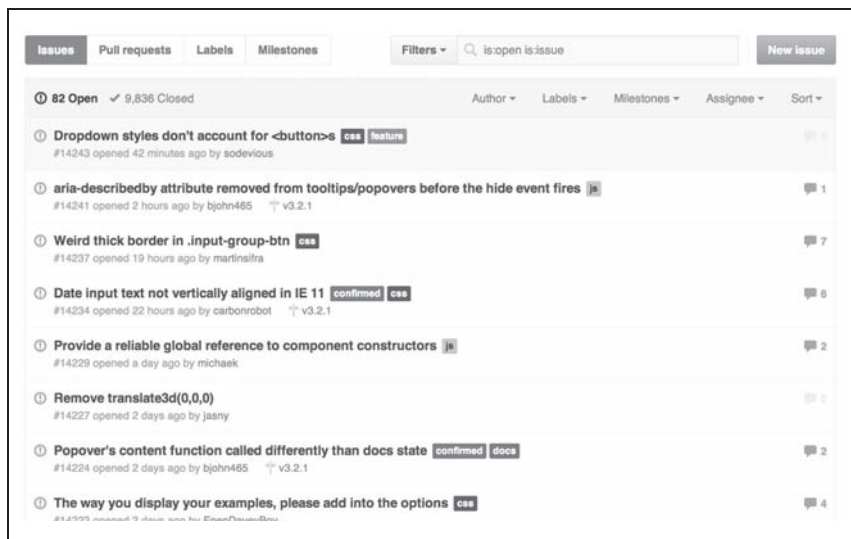 Issues Pull requests Labels Milestones Filters is:open is:issue New issue
82 Open 9,836 Closed Author Labels Milestones Assignee Sort
Dropdown styles don't account for <button>s css feature 0
#14243 opened 42 minutes ago by sodevious
aria-describedby attribute removed from tooltips/popovers before the hide event fires js 1
#14241 opened 2 hours ago by bjohn465 v3.2.1
Weird thick border in .input-group-btn css 7
#14237 opened 19 hours ago by martinsifra
Date input text not vertically aligned in IE 11 confirmed css 6
#14234 opened 22 hours ago by carbonrobot v3.2.1
Provide a reliable global reference to component constructors js 2
#14229 opened a day ago by michaek
Remove translate3d(0,0,0) 0
#14227 opened 2 days ago by jasny
Popover's content function called differently than docs state confirmed docs 2
#14224 opened 2 days ago by bjohn465 v3.2.1
The way you display your examples, please add into the options css 4
opened 2 days ago by